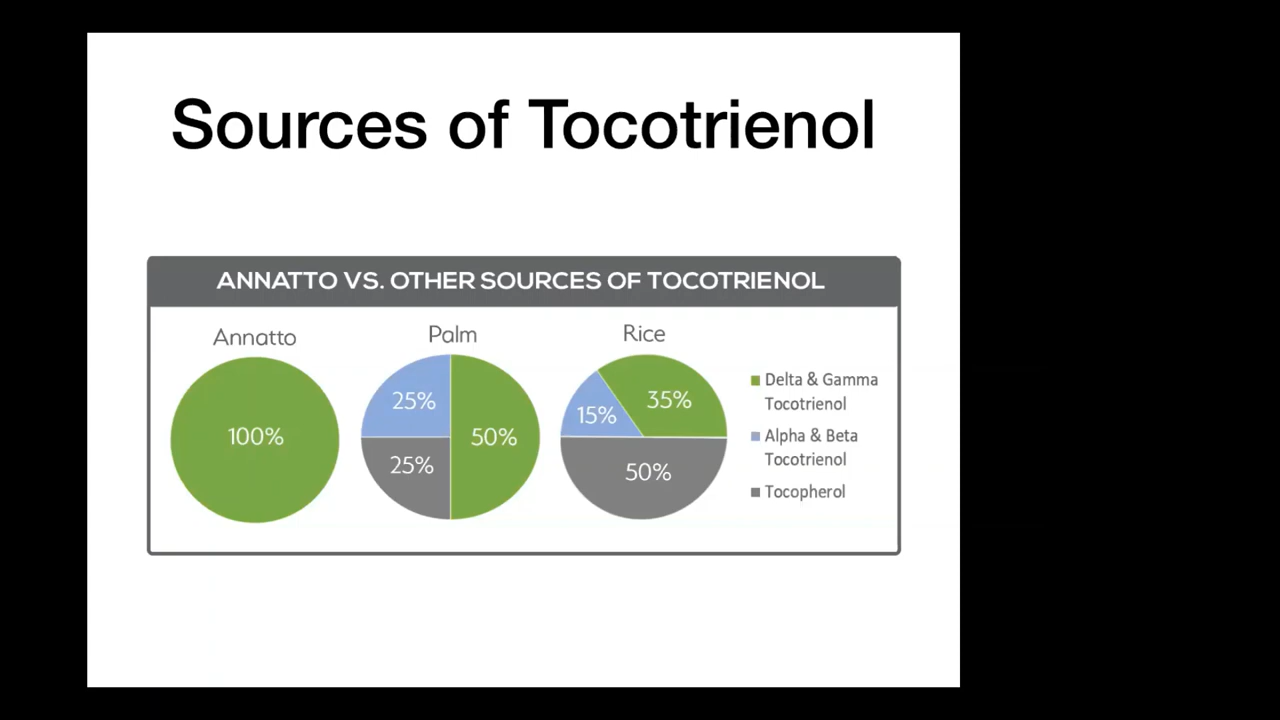 Sources of Tocotrienol
ANNATTO VS. OTHER SOURCES OF TOCOTRIENOL
Annatto
100%
Palm
25%
50%
25%
Rice
35%
15%
50%
Delta & Gamma
Tocotrienol
Alpha & Beta
Tocotrienol
Tocopherol